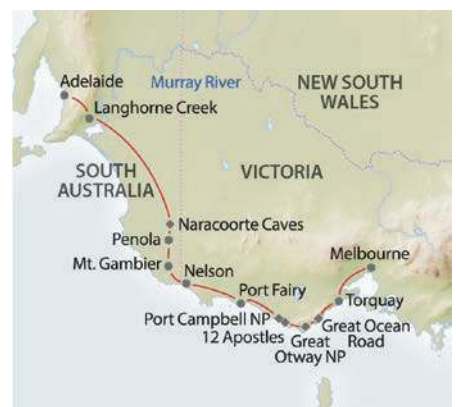 Adelaide
Murray River
NEW SOUTH
WALES
Langhorne Creek
SOUTH
AUSTRALIA
VICTORIA
Naracoorte Caves
Penola
Melbourne
Mt. Gambier
Nelson
Port Fairy
Torquay
Port Campbell NP
12 Apostles
Great
Otway NP
Great Ocean
Road